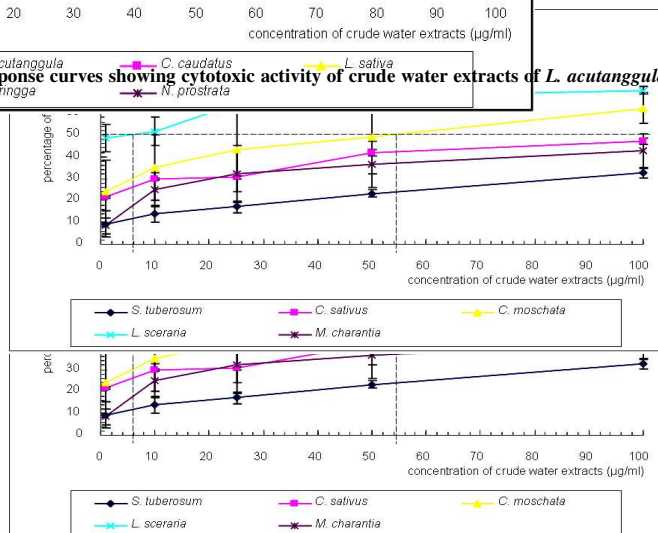 20 30 40 50 60 70 80 90 100
concentration of crude water extracts (µg/ml)
cutanggula C. caudatus L. sativa
ponse curves showing cytotoxic activity of crude water extracts of L. acutanggula
ringga N. prostrata
percentage of
50
40
30
20
10
0
0 10 20 30 40 50 60 70 80 90 100
concentration of crude water extracts (µg/ml)
S. tuberosum C. sativus C. moschata
L. sceraria M. charantia
perc
30
20
10
0
0 10 20 30 40 50 60 70 80 90 100
concentration of crude water extracts (µg/ml)
S. tuberosum C. sativus C. moschata
L. sceraria M. charantia